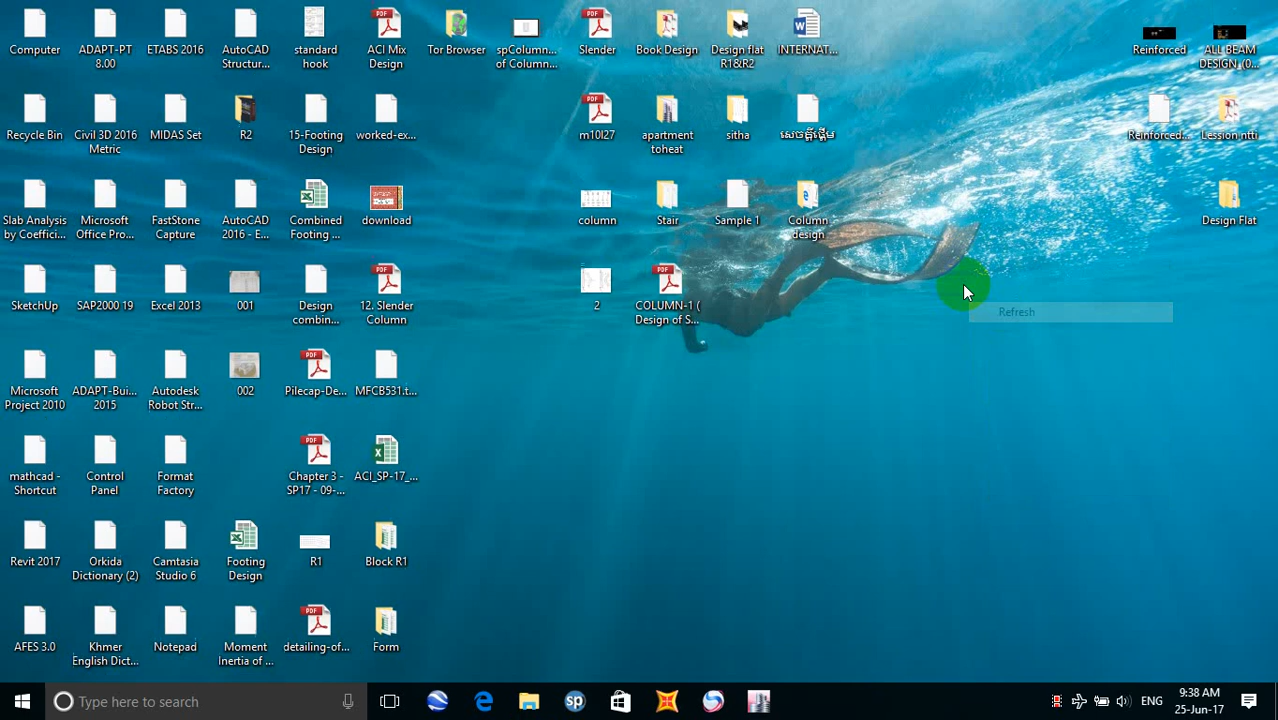 Computer
ADAPT-PT
8.00
ETABS 2016
AutoCAD
Structur...
standard
hook
ACI Mix
Design
Tor Browser
spColumn...
of Column...
Slender
Book Design
Design flat
R1&R2
INTERNAT...
Reinforced
ALL BEAM
DESIGN_(0...
Recycle Bin
Civil 3D 2016
Metric
MIDAS Set
R2
15-Footing
Design
worked-ex...
m10l27
apartment
toheat
sitha
សេចក្តីផ្តើម
Reinforced:...
Lession ntti
Slab Analysis
by Coeffici...
Microsoft
Office Pro...
FastStone
Capture
AutoCAD
2016 - E...
Combined
Footing ...
download
column
Stair
Sample 1
Column
design
Design Flat
SketchUp
SAP2000 19
Excel 2013
001
Design
combin...
12. Slender
Column
2
COLUMN-1 (
Design of S...
Refresh
Microsoft
Project 2010
ADAPT-Bui...
2015
Autodesk
Robot Str...
002
Pilecap-De...
MFCB531.t...
mathcad -
Shortcut
Control
Panel
Format
Factory
Chapter 3 -
SP17 - 09-...
ACI_SP-17_...
Revit 2017
Orkida
Dictionary (2)
Camtasia
Studio 6
Footing
Design
R1
Block R1
AFES 3.0
Khmer
English Dict...
Notepad
Moment
Inertia of ...
detailing-of...
Form
Type here to search
sp
ENG
9:38 AM
25-Jun-17